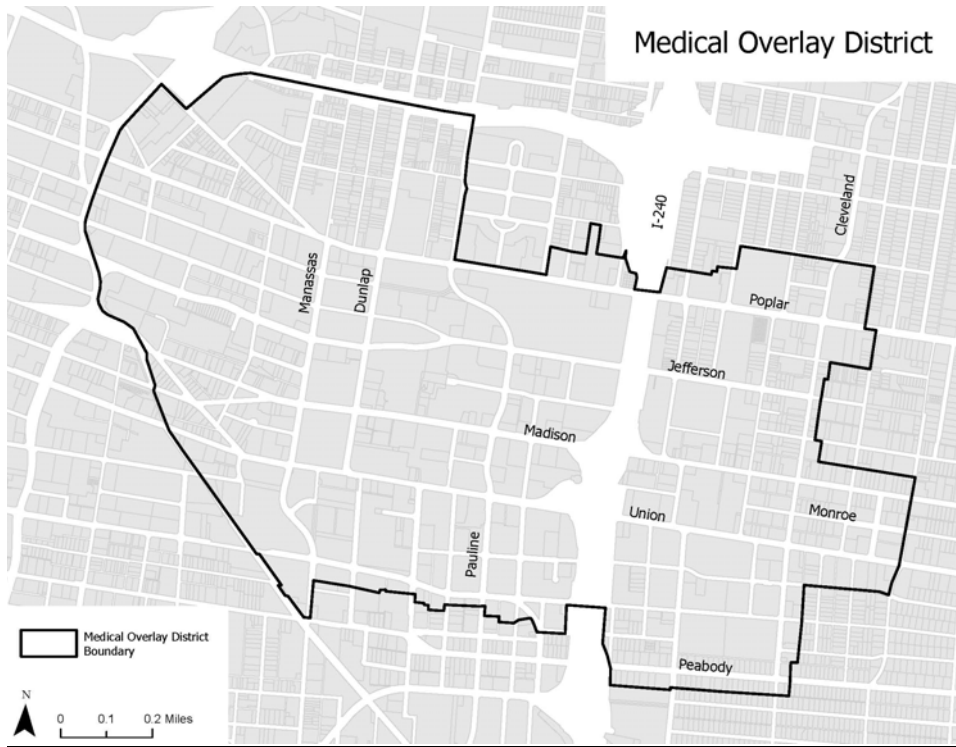 Medical Overlay District
Cleveland
I-240
Manassas
Dunlap
Poplar
Jefferson
Madison
Union
Monroe
Pauline
Peabody
Medical Overlay District
Boundary
N
0 0.1 0.2 Miles